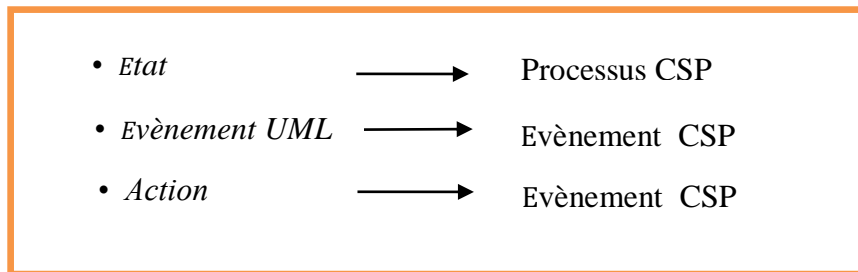 • Etat Processus CSP
• Evènement UML Evènement CSP
• Action Evènement CSP